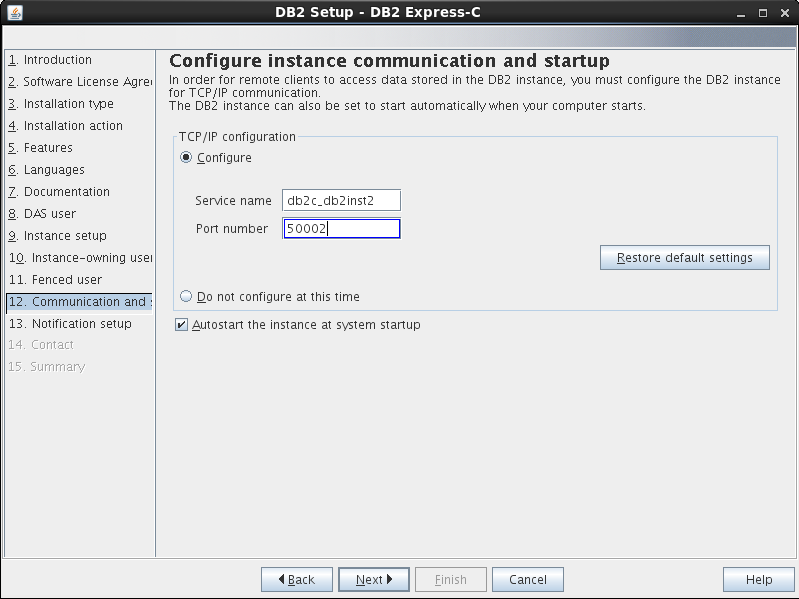 DB2 Setup - DB2 Express-C
1. Introduction
2. Software License Agre
3. Installation type
4. Installation action
5. Features
6. Languages
7. Documentation
8. DAS user
9. Instance setup
10. Instance-owning user
11. Fenced user
12. Communication and s
13. Notification setup
14. Contact
15. Summary
Configure instance communication and startup
In order for remote clients to access data stored in the DB2 instance, you must configure the DB2 instance
for TCP/IP communication.
The DB2 instance can also be set to start automatically when your computer starts.
TCP/IP configuration
Configure
Service name db2c_db2inst2
Port number 50002
Restore default settings
Do not configure at this time
Autostart the instance at system startup
Back Next Finish Cancel Help